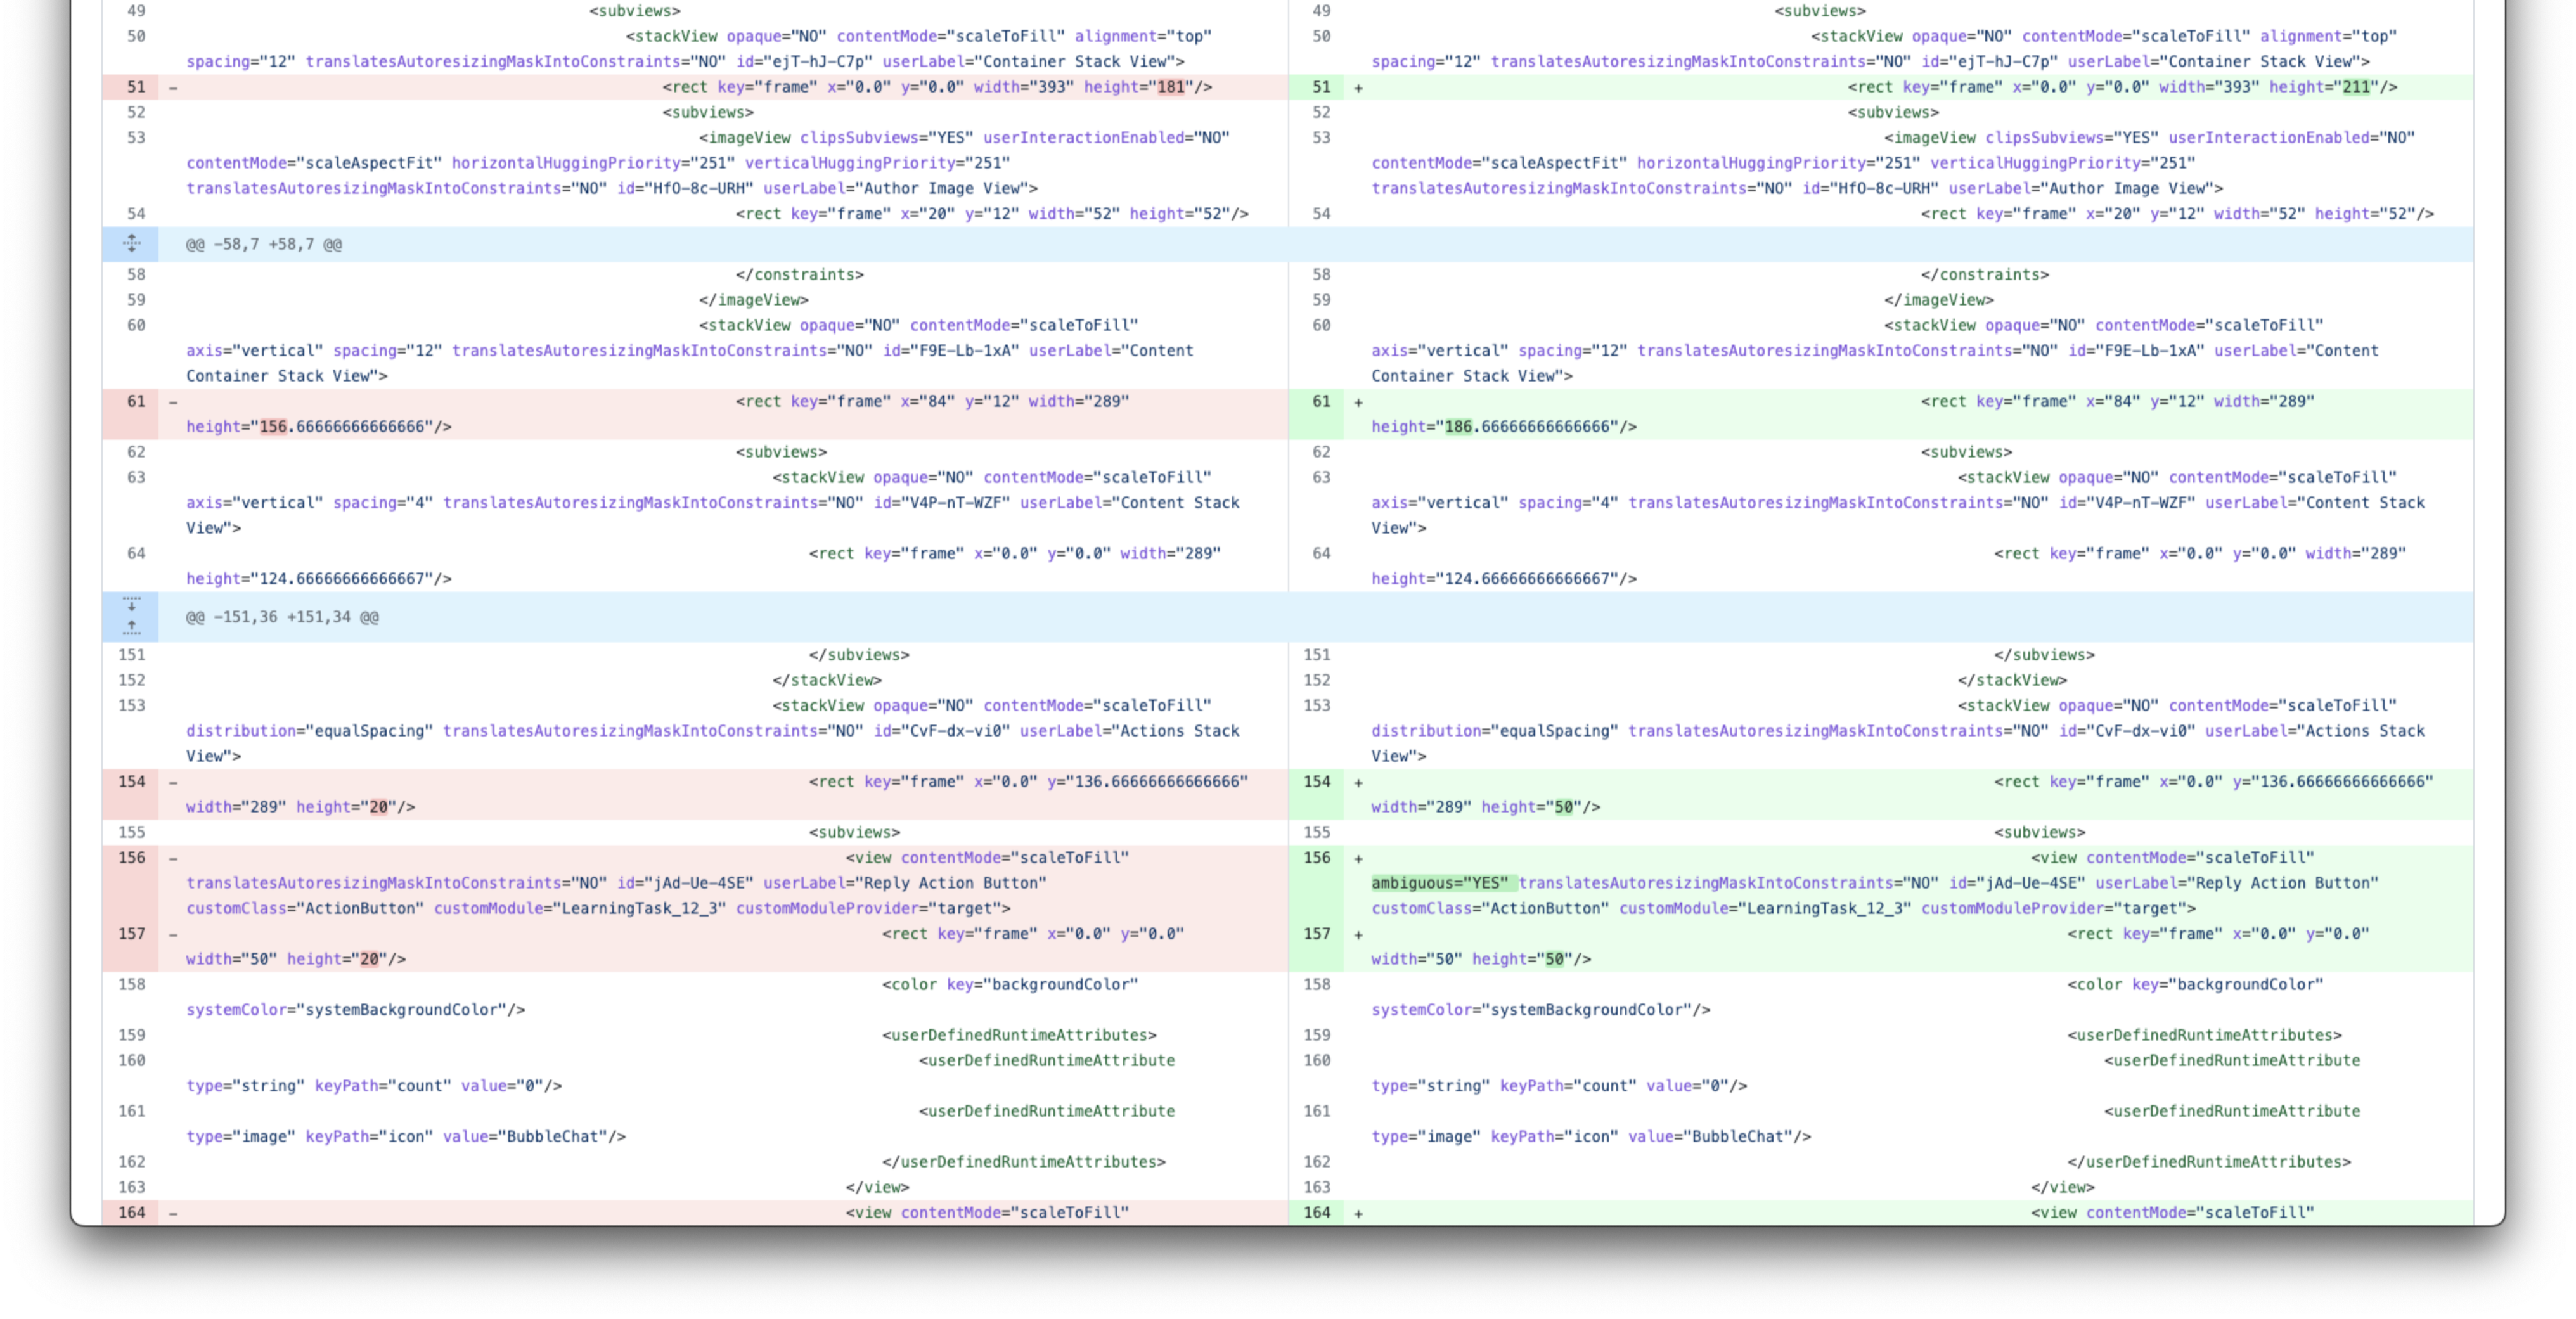 49 <subviews>
50 <stackView opaque="NO" contentMode="scaleToFill" alignment="top"
spacing="12" translatesAutoresizingMaskIntoConstraints="NO" id="ejT-hJ-C7p" userLabel="Container Stack View">
51 - <rect key="frame" x="0.0" y="0.0" width="393" height="181"/>
52 <subviews>
53 <imageView clipsSubviews="YES" userInteractionEnabled="NO"
contentMode="scaleAspectFit" horizontalHuggingPriority="251" verticalHuggingPriority="251"
translatesAutoresizingMaskIntoConstraints="NO" id="HfO-8c-URH" userLabel="Author Image View">
54 <rect key="frame" x="20" y="12" width="52" height="52"/>
@@ -58,7 +58,7 @@
58 </constraints>
59 </imageView>
60 <stackView opaque="NO" contentMode="scaleToFill"
axis="vertical" spacing="12" translatesAutoresizingMaskIntoConstraints="NO" id="F9E-Lb-1xA" userLabel="Content
Container Stack View">
61 - <rect key="frame" x="84" y="12" width="289"
height="156.66666666666666"/>
62 <subviews>
63 <stackView opaque="NO" contentMode="scaleToFill"
axis="vertical" spacing="4" translatesAutoresizingMaskIntoConstraints="NO" id="V4P-nT-WZF" userLabel="Content Stack
View">
64 <rect key="frame" x="0.0" y="0.0" width="289"
height="124.66666666666667"/>
@@ -151,36 +151,34 @@
151 </subviews>
152 </stackView>
153 <stackView opaque="NO" contentMode="scaleToFill"
distribution="equalSpacing" translatesAutoresizingMaskIntoConstraints="NO" id="CvF-dx-vi0" userLabel="Actions Stack
View">
154 - <rect key="frame" x="0.0" y="136.66666666666666"
width="289" height="20"/>
155 <subviews>
156 - <view contentMode="scaleToFill"
translatesAutoresizingMaskIntoConstraints="NO" id="jAd-Ue-4SE" userLabel="Reply Action Button"
customClass="ActionButton" customModule="LearningTask_12_3" customModuleProvider="target">
157 - <rect key="frame" x="0.0" y="0.0"
width="50" height="20"/>
158 <color key="backgroundColor"
systemColor="systemBackgroundColor"/>
159 <userDefinedRuntimeAttributes>
160 <userDefinedRuntimeAttribute
type="string" keyPath="count" value="0"/>
161 <userDefinedRuntimeAttribute
type="image" keyPath="icon" value="BubbleChat"/>
162 </userDefinedRuntimeAttributes>
163 </view>
164 - <view contentMode="scaleToFill"
49 <subviews>
50 <stackView opaque="NO" contentMode="scaleToFill" alignment="top"
spacing="12" translatesAutoresizingMaskIntoConstraints="NO" id="ejT-hJ-C7p" userLabel="Container Stack View">
51 + <rect key="frame" x="0.0" y="0.0" width="393" height="211"/>
52 <subviews>
53 <imageView clipsSubviews="YES" userInteractionEnabled="NO"
contentMode="scaleAspectFit" horizontalHuggingPriority="251" verticalHuggingPriority="251"
translatesAutoresizingMaskIntoConstraints="NO" id="HfO-8c-URH" userLabel="Author Image View">
54 <rect key="frame" x="20" y="12" width="52" height="52"/>
58 </constraints>
59 </imageView>
60 <stackView opaque="NO" contentMode="scaleToFill"
axis="vertical" spacing="12" translatesAutoresizingMaskIntoConstraints="NO" id="F9E-Lb-1xA" userLabel="Content
Container Stack View">
61 + <rect key="frame" x="84" y="12" width="289"
height="186.66666666666666"/>
62 <subviews>
63 <stackView opaque="NO" contentMode="scaleToFill"
axis="vertical" spacing="4" translatesAutoresizingMaskIntoConstraints="NO" id="V4P-nT-WZF" userLabel="Content Stack
View">
64 <rect key="frame" x="0.0" y="0.0" width="289"
height="124.66666666666667"/>
151 </subviews>
152 </stackView>
153 <stackView opaque="NO" contentMode="scaleToFill"
distribution="equalSpacing" translatesAutoresizingMaskIntoConstraints="NO" id="CvF-dx-vi0" userLabel="Actions Stack
View">
154 + <rect key="frame" x="0.0" y="136.66666666666666"
width="289" height="50"/>
155 <subviews>
156 + <view contentMode="scaleToFill"
ambiguous="YES" translatesAutoresizingMaskIntoConstraints="NO" id="jAd-Ue-4SE" userLabel="Reply Action Button"
customClass="ActionButton" customModule="LearningTask_12_3" customModuleProvider="target">
157 + <rect key="frame" x="0.0" y="0.0"
width="50" height="50"/>
158 <color key="backgroundColor"
systemColor="systemBackgroundColor"/>
159 <userDefinedRuntimeAttributes>
160 <userDefinedRuntimeAttribute
type="string" keyPath="count" value="0"/>
161 <userDefinedRuntimeAttribute
type="image" keyPath="icon" value="BubbleChat"/>
162 </userDefinedRuntimeAttributes>
163 </view>
164 + <view contentMode="scaleToFill"